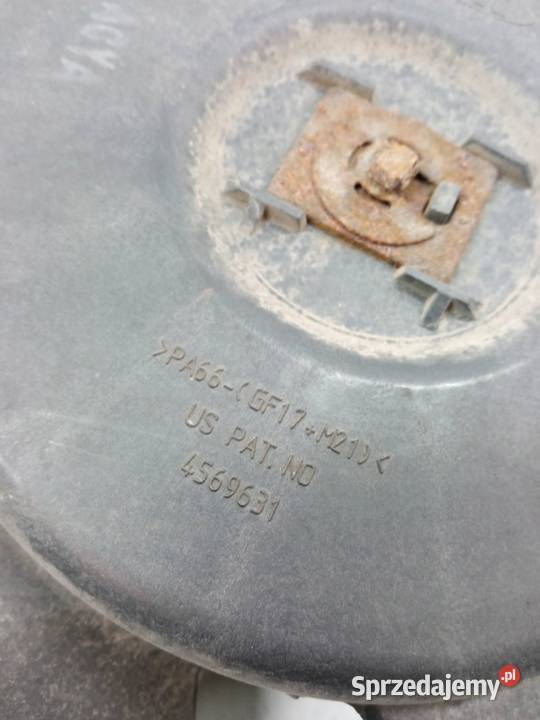 >PA66-(GF17+M21)<
US PAT. NO
4569631
Sprzedajemy.pl